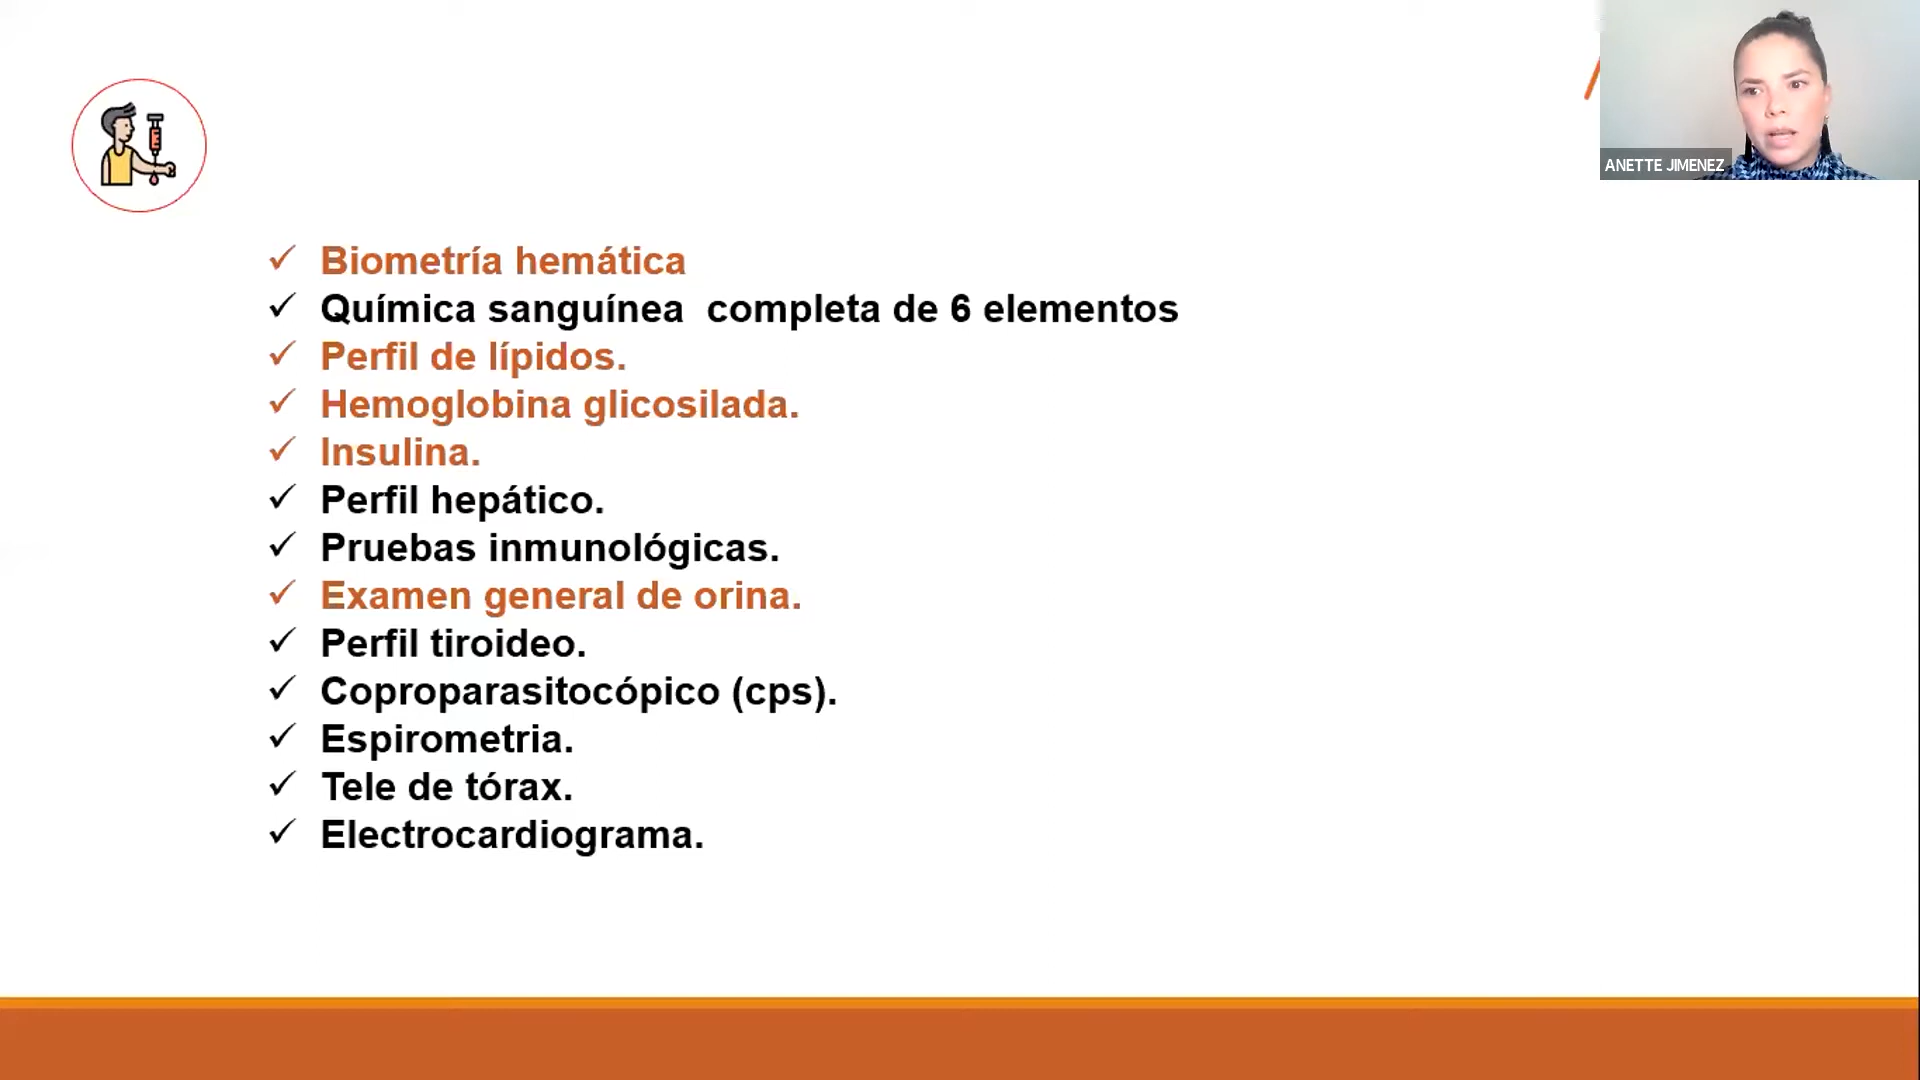 ANETTE JIMENEZ
Biometría hemática
Química sanguínea  completa de 6 elementos
Perfil de lípidos.
Hemoglobina glicosilada.
Insulina.
Perfil hepático.
Pruebas inmunológicas.
Examen general de orina.
Perfil tiroideo.
Coproparasitocópico (cps).
Espirometria.
Tele de tórax.
Electrocardiograma.